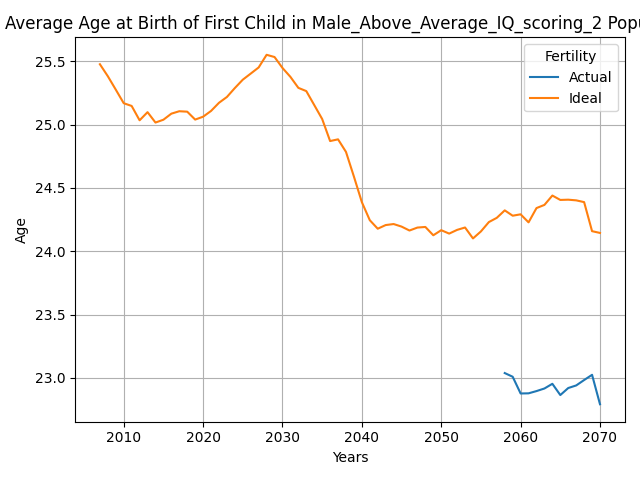 Average Age at Birth of First Child in Male_Above_Average_IQ_scoring_2 Popu
Fertility
Actual
Ideal
25.5
25.0
24.5
24.0
23.5
23.0
Age
2010 2020 2030 2040 2050 2060 2070
Years